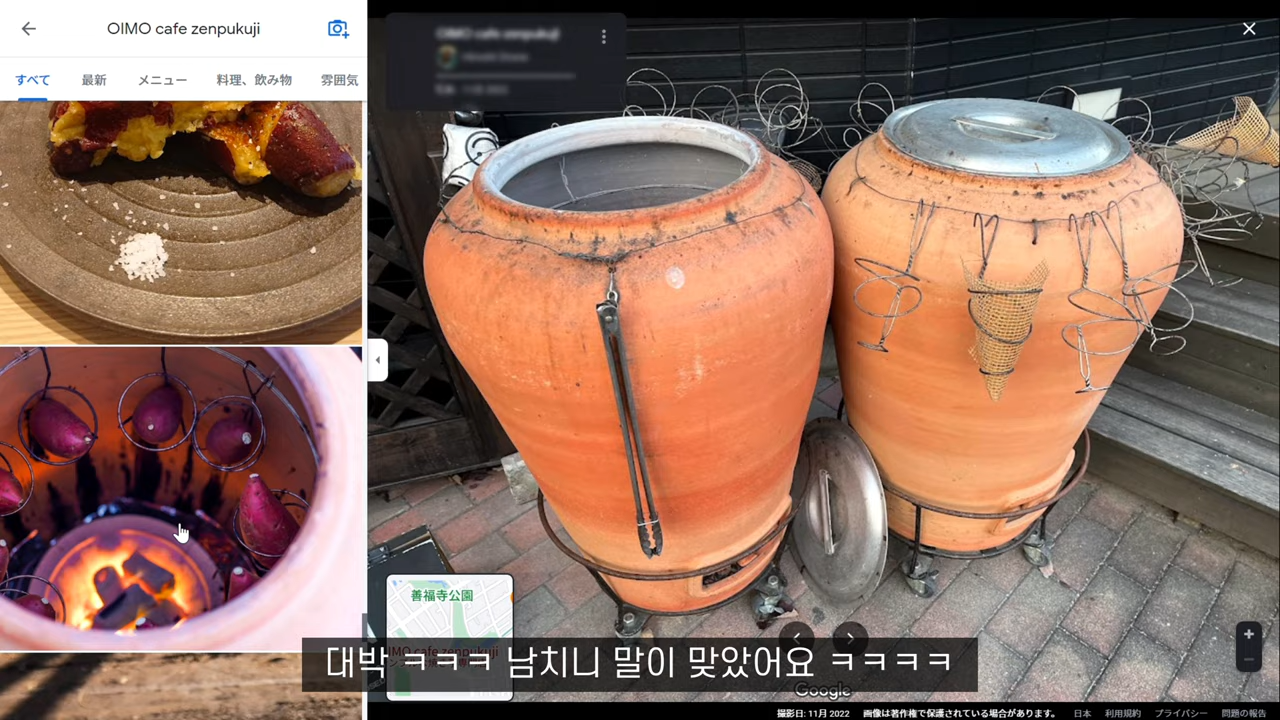 OIMO cafe zenpukuji
すべて
最新
メニュー
料理、飲み物
雰囲気
善福寺公園
OIMO cafe zenpukuji
대박 ㅋㅋㅋ 남치니 말이 맞았어요 ㅋㅋㅋㅋ
Google
撮影日: 11月 2022
画像は著作権で保護されている場合があります。
日本
利用規約
プライバシー
問題の報告